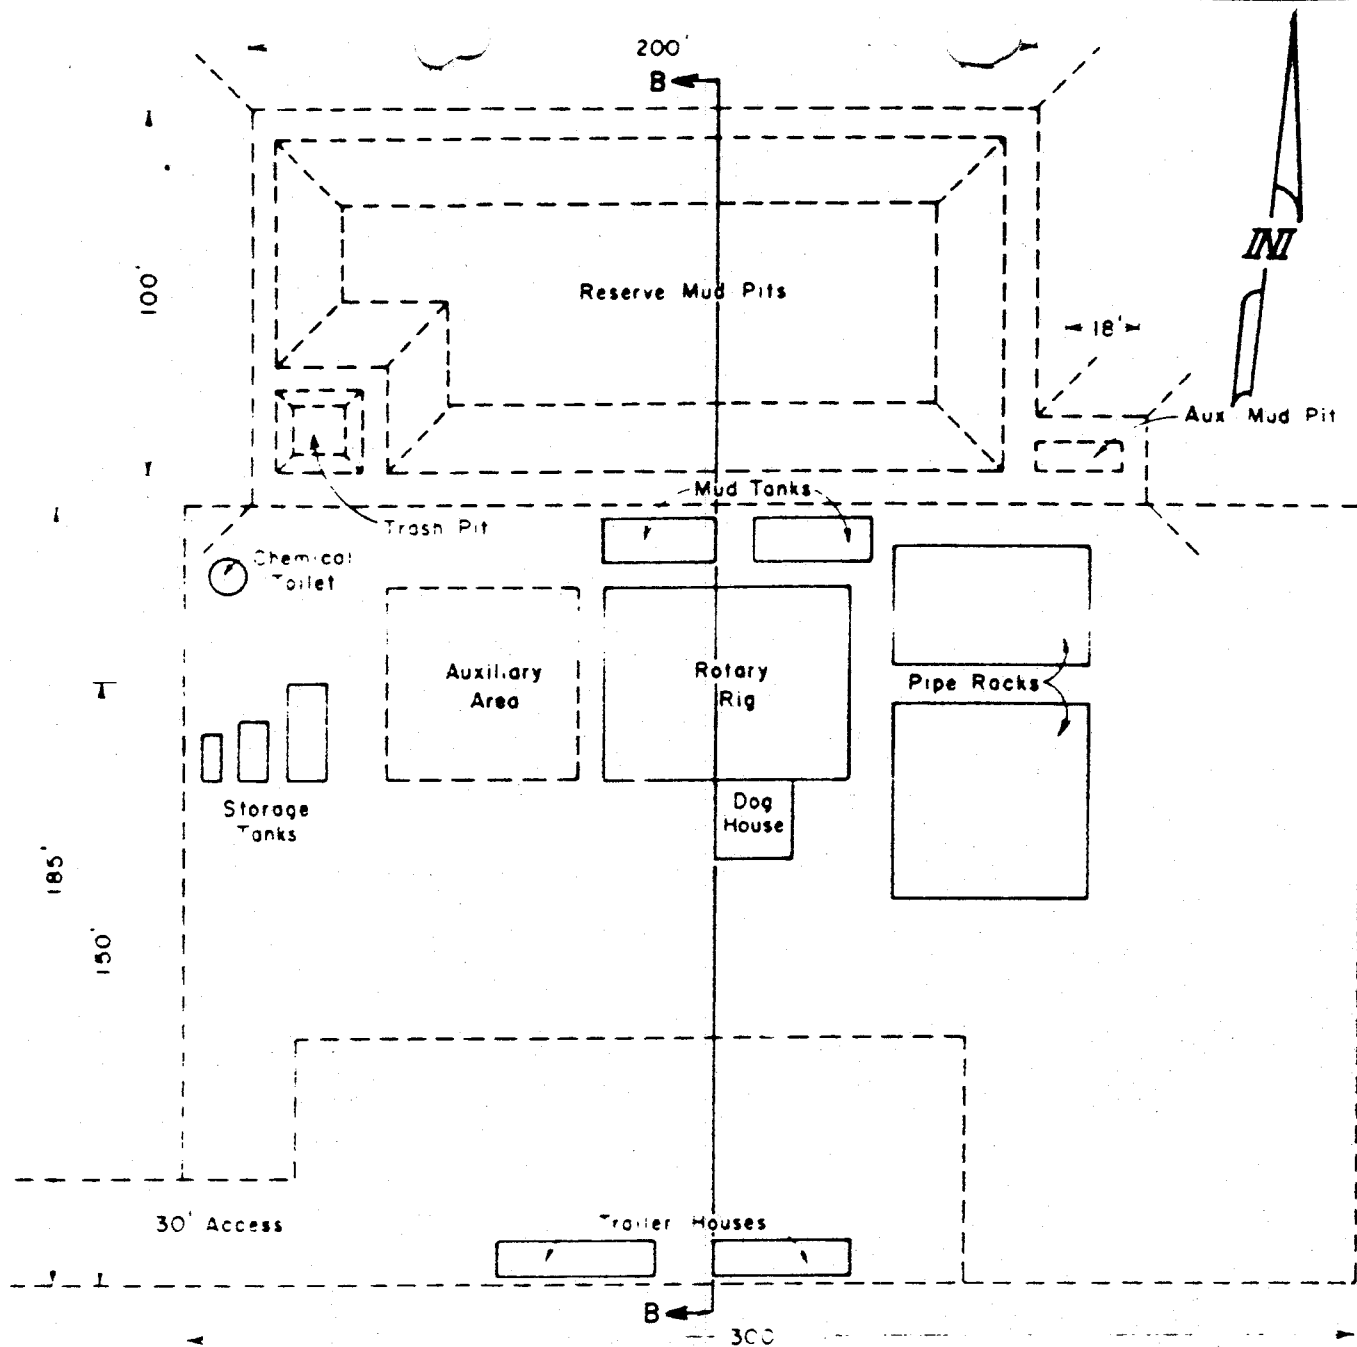 200'
B
100'
Reserve Mud Pits
N
18'
Aux. Mud Pit
Mud Tanks
Trash Pit
Chemical
Toilet
Auxiliary
Area
Rotary
Rig
Pipe Racks
Storage
Tanks
Dog
House
185'
150'
30' Access
Trailer Houses
B
300